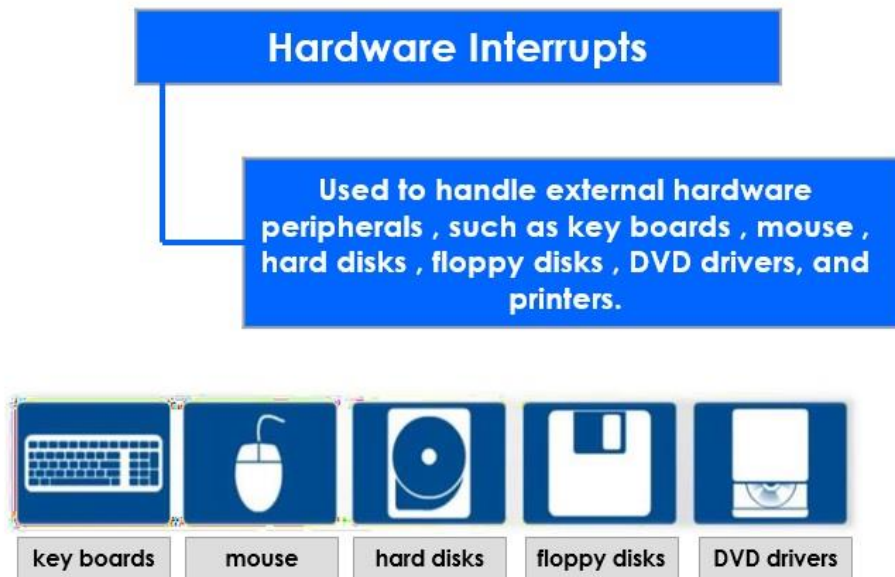 Hardware Interrupts
Used to handle external hardware
peripherals , such as key boards , mouse ,
hard disks , floppy disks , DVD drivers, and
printers.
key boards
mouse
hard disks
floppy disks
DVD drivers